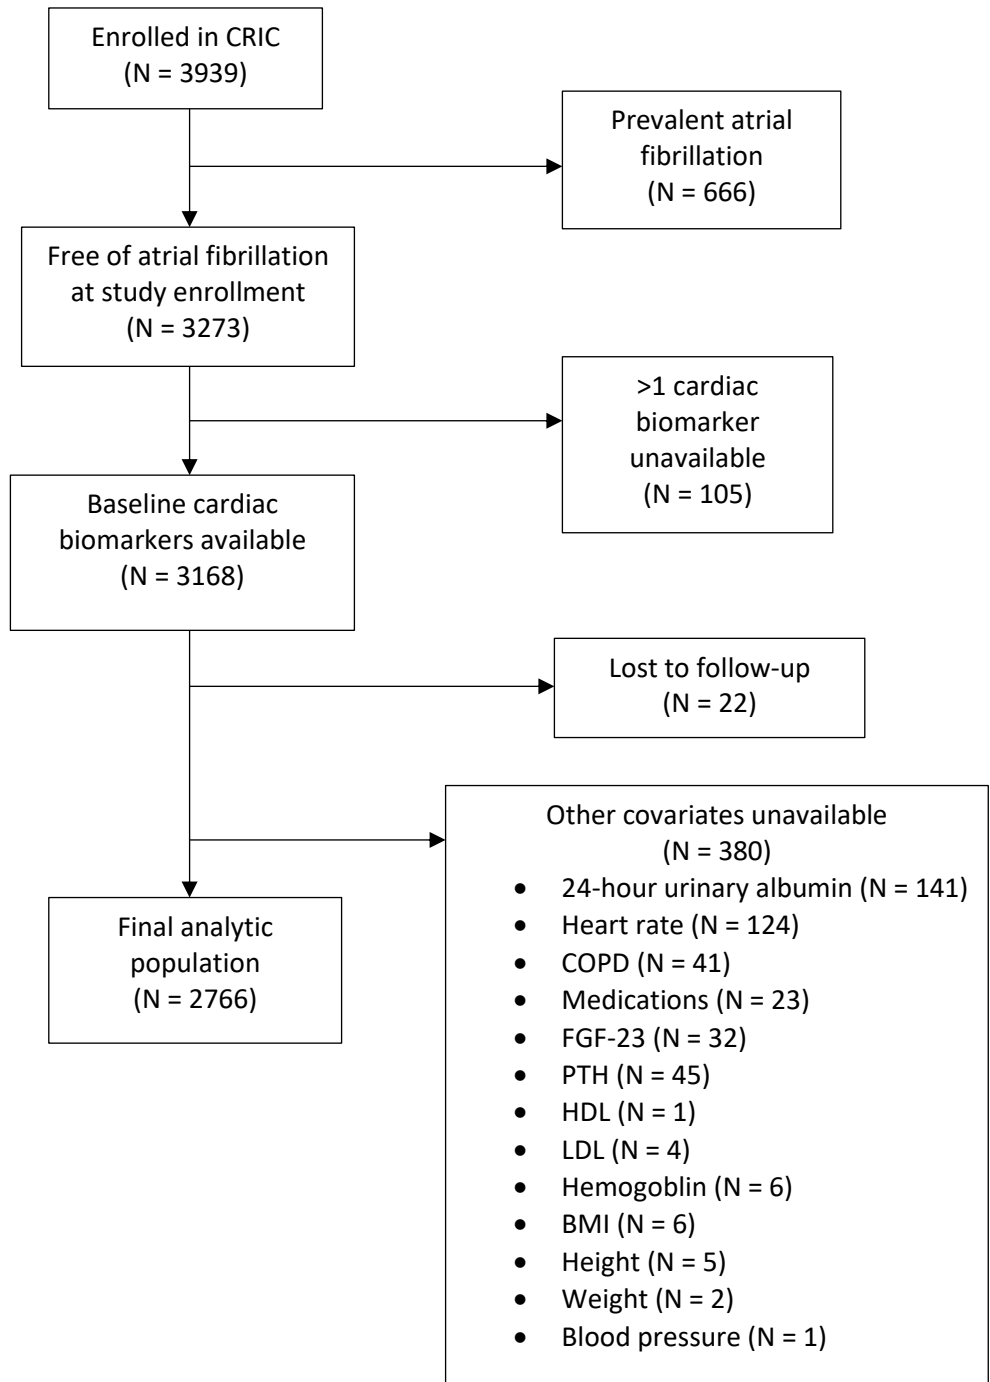 Enrolled in CRIC
(N = 3939)
Prevalent atrial
fibrillation
(N = 666)
Free of atrial fibrillation
at study enrollment
(N = 3273)
>1 cardiac
biomarker
unavailable
(N = 105)
Baseline cardiac
biomarkers available
(N = 3168)
Lost to follow-up
(N = 22)
Other covariates unavailable
(N = 380)
• 24-hour urinary albumin (N = 141)
• Heart rate (N = 124)
• COPD (N = 41)
• Medications (N = 23)
• FGF-23 (N = 32)
• PTH (N = 45)
• HDL (N = 1)
• LDL (N = 4)
• Hemogoblin (N = 6)
• BMI (N = 6)
• Height (N = 5)
• Weight (N = 2)
• Blood pressure (N = 1)
Final analytic
population
(N = 2766)